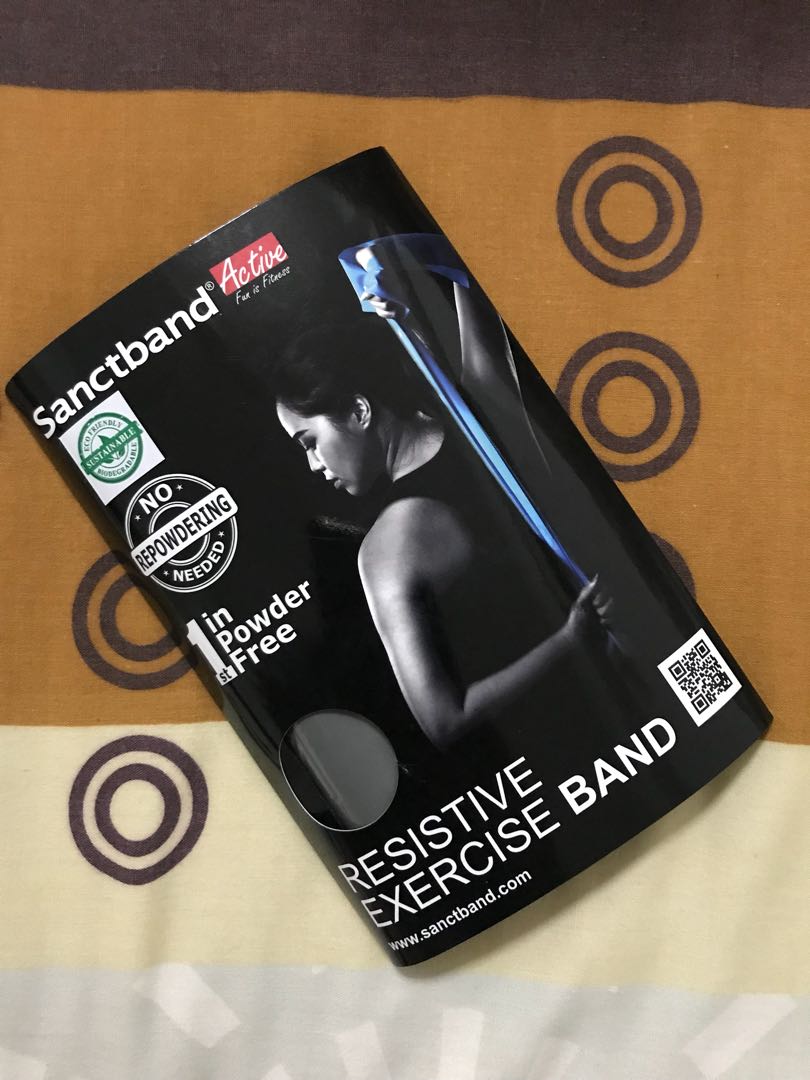 Sanctband® Active
Fun is Fitness
ECO FRIENDLY
SUSTAINABLE
BIODEGRADABLE
NO
REPOWDERING
NEEDED
1st in
Powder
Free
RESISTIVE
EXERCISE BAND
www.sanctband.com